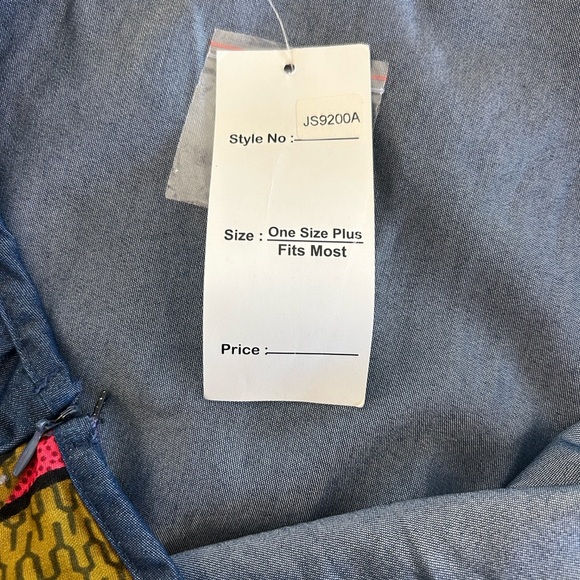 JS9200A
Style No :
Size : One Size Plus
Fits Most
Price :